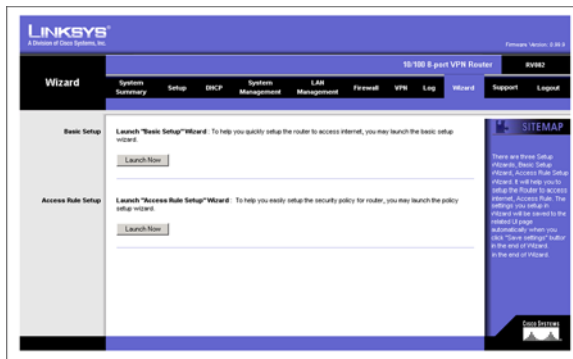 LINKSYS®
A Division of Cisco Systems, Inc.
Firmware Version:
10/100 8-port VPN Router
RV082
Wizard
System Summary
Setup
DHCP
System Management
LAN Management
Firewall
VPN
Log
Wizard
Support
Logout
Basic Setup
Launch "Basic Setup" Wizard : To help you quickly setup the router to access internet, you may launch the basic setup
wizard.
Launch Now
Access Rule Setup
Launch "Access Rule Setup" Wizard : To help you easily setup the security policy for router, you may launch the policy
setup wizard.
Launch Now
SITEMAP
There are three Setup
Wizards, Basic Setup
Wizard, Access Rule Setup
Wizard. It will help you to
setup the Router to access
internet, Access Rule. The
settings you setup in
Wizard will be saved to the
related UI page
automatically when you
click "Save settings" button
in the end of Wizard.
in the end of Wizard.
CISCO SYSTEMS